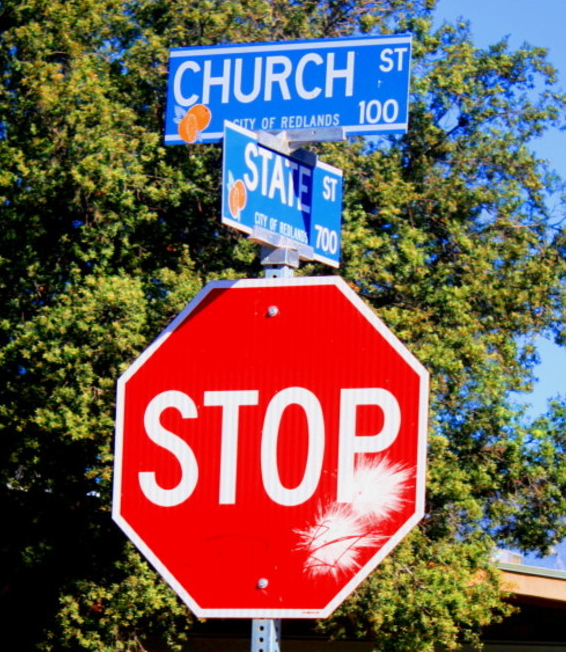 CHURCH ST
CITY OF REDLANDS 100
STATE ST
CITY OF REDLANDS 700
STOP